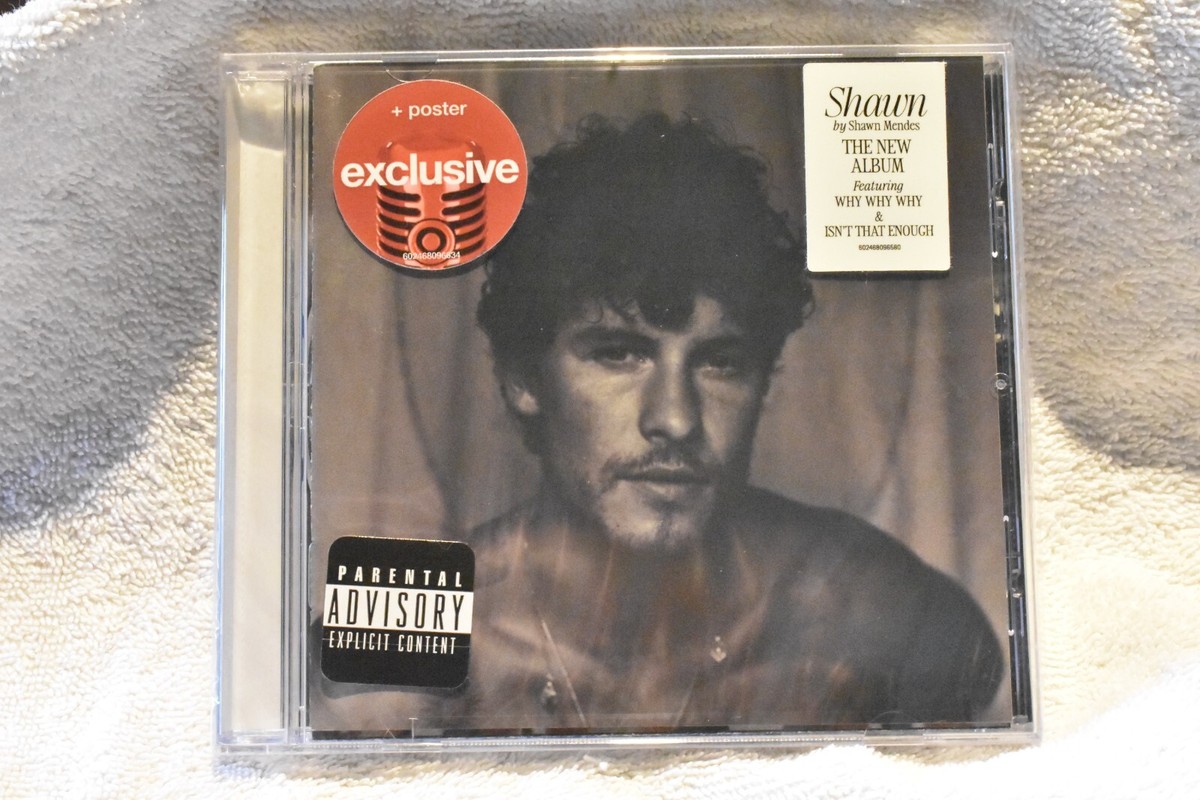 + poster
exclusive
602468096634
Shawn
by Shawn Mendes
THE NEW
ALBUM
Featuring
WHY WHY WHY
&
ISN'T THAT ENOUGH
602468096580
PARENTAL
ADVISORY
EXPLICIT CONTENT